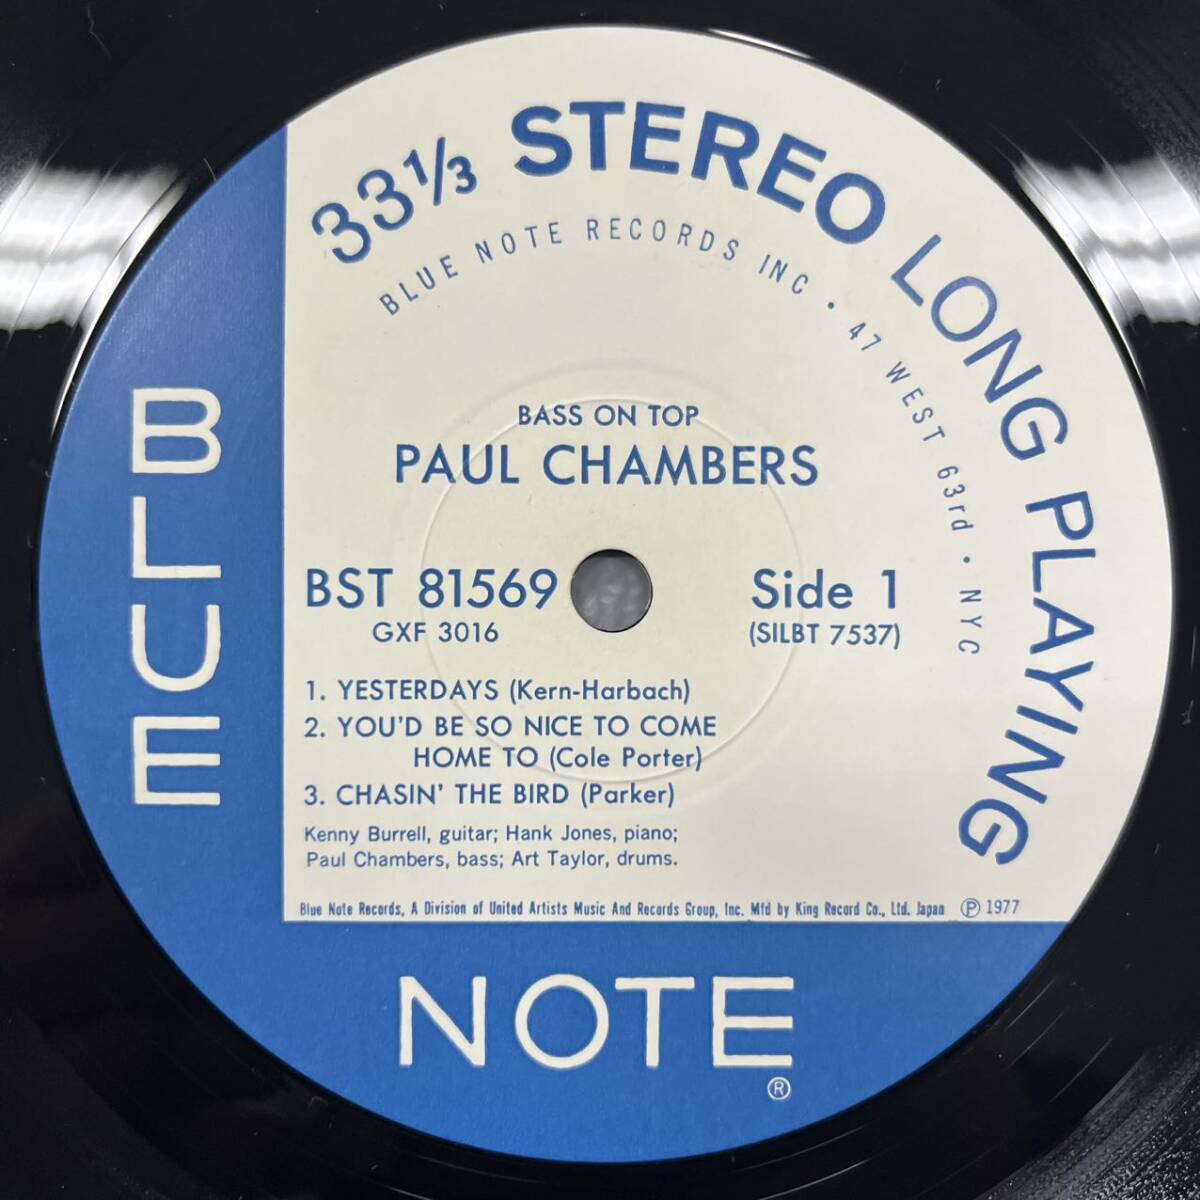 33⅓ STEREO LONG PLAYING
BLUE NOTE RECORDS INC • 47 WEST 63rd • NYC
BASS ON TOP
PAUL CHAMBERS
BST 81569
GXF 3016
Side 1
(SILBT 7537)
1. YESTERDAYS (Kern-Harbach)
2. YOU'D BE SO NICE TO COME
HOME TO (Cole Porter)
3. CHASIN' THE BIRD (Parker)
Kenny Burrell, guitar; Hank Jones, piano;
Paul Chambers, bass; Art Taylor, drums.
Blue Note Records, A Division of United Artists Music And Records Group, Inc. Mfd by King Record Co., Ltd. Japan Ⓟ 1977
BLUE
NOTE®